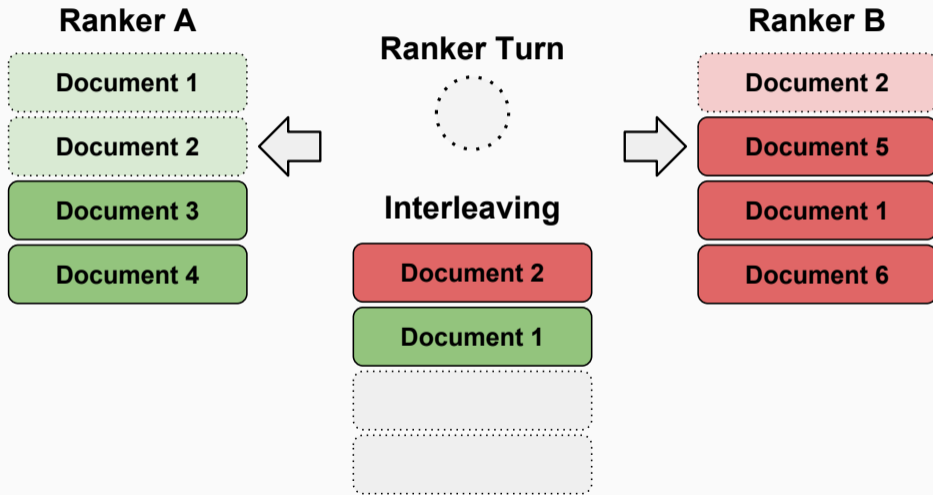 Ranker A
Document 1
Document 2
Document 3
Document 4
Ranker Turn
Interleaving
Document 2
Document 1
Ranker B
Document 2
Document 5
Document 1
Document 6